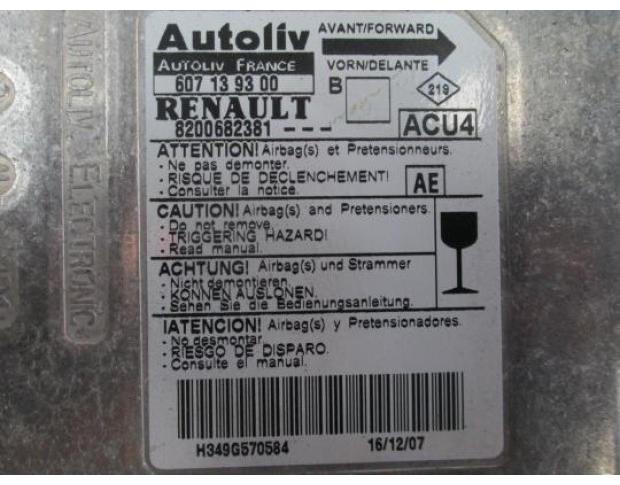 Autoliv
AVANT/FORWARD
AUTOLIV FRANCE
VORN/DELANTE
607 13 93 00
B
219
RENAULT
8200682381 - - -
ACU4
ATTENTION! Airbag(s) et Pretensionneurs.
- Ne pas demonter.
- RISQUE DE DECLENCHEMENT!
- Consulter la notice.
AE
CAUTION! Airbag(s) and Pretensioners.
- Do not remove.
- TRIGGERING HAZARD!
- Read manual.
ACHTUNG! Airbag(s) und Strammer
- Nicht demontieren.
- KONNEN AUSLONEN.
- Sehen Sie die Bedienungsanleitung.
!ATENCION! Airbag(s) y Pretensionadores.
- No desmontar.
- RIESGO DE DISPARO.
- Consulte el manual.
H349G570584
16/12/07
AUTOLIV - ELECTRONIC